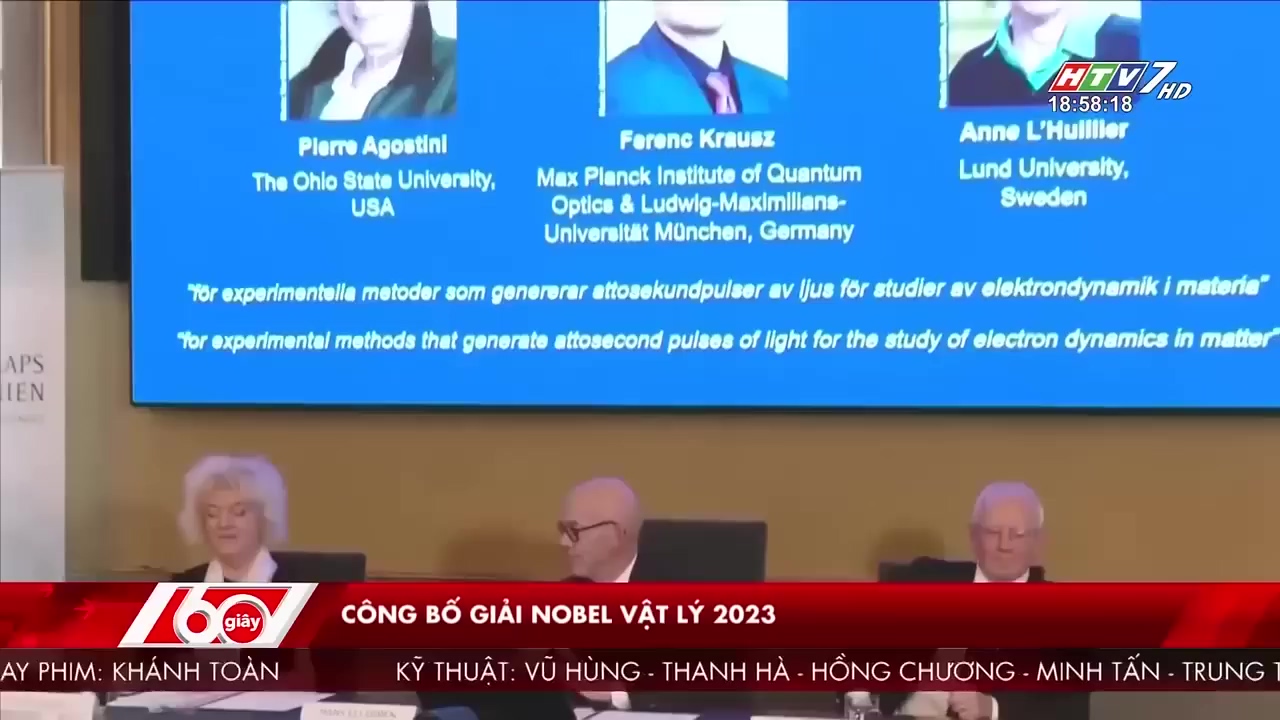 HTV7 HD
18:58:18
Pierre Agostini
The Ohio State University,
USA
Ferenc Krausz
Max Planck Institute of Quantum
Optics & Ludwig-Maximilians-
Universität München, Germany
Anne L'Huillier
Lund University,
Sweden
"för experimentella metoder som genererar attosekundpulser av ljus för studier av elektrondynamik i materia"
"for experimental methods that generate attosecond pulses of light for the study of electron dynamics in matter"
APS
IEN
60 giây
CÔNG BỐ GIẢI NOBEL VẬT LÝ 2023
AY PHIM: KHÁNH TOÀN KỸ THUẬT: VŨ HÙNG - THANH HÀ - HỒNG CHƯƠNG - MINH TẤN - TRUNG